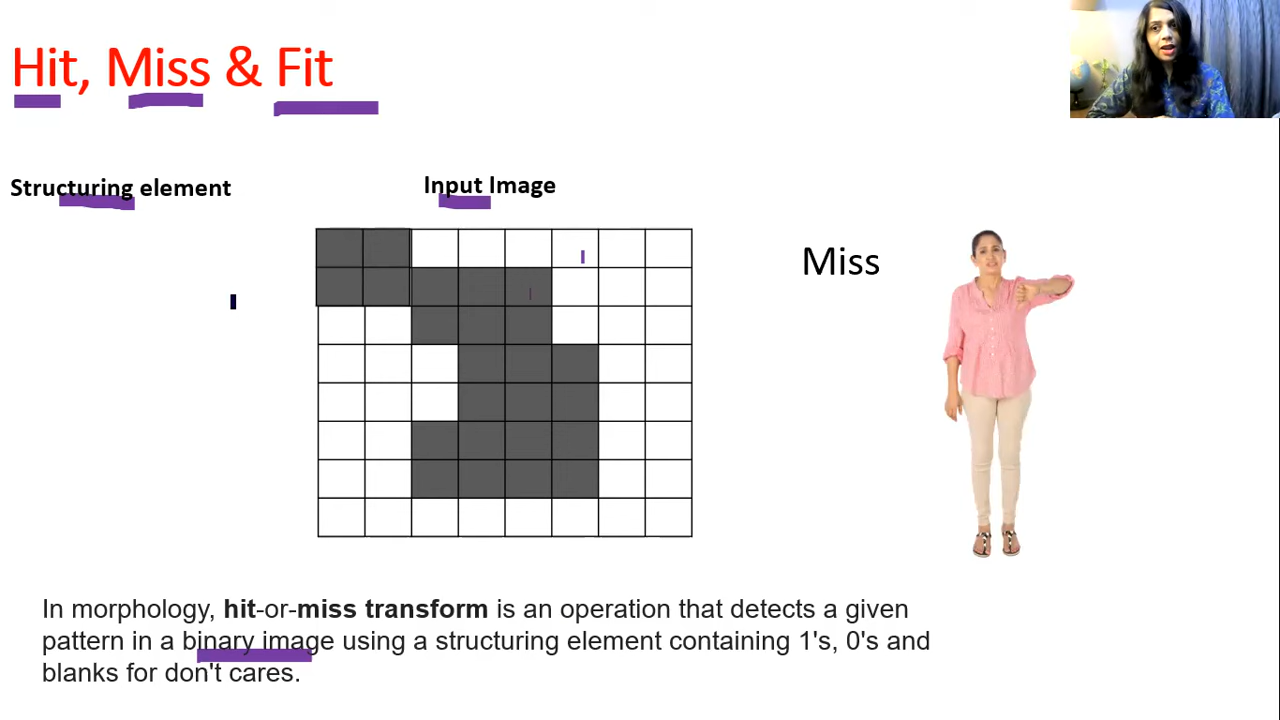 Hit, Miss & Fit
Structuring element
Input Image
Miss
In morphology, hit-or-miss transform is an operation that detects a given
pattern in a binary image using a structuring element containing 1's, 0's and
blanks for don't cares.